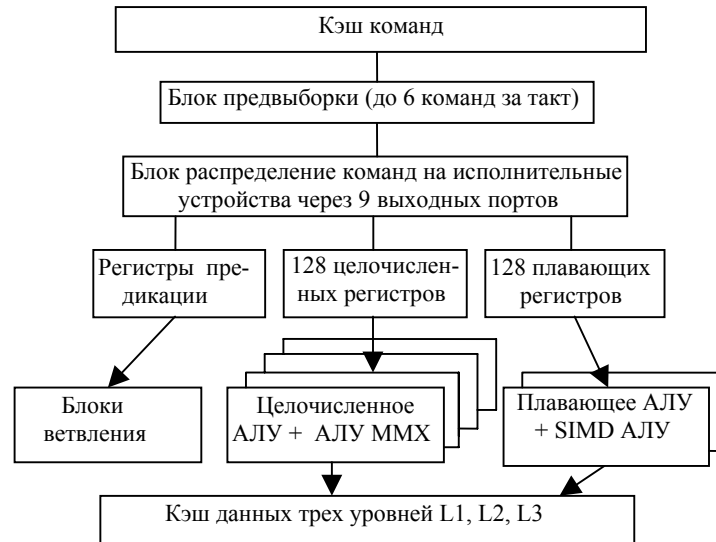 Кэш команд
Блок предвыборки (до 6 команд за такт)
Блок распределение команд на исполнительные
устройства через 9 выходных портов
Регистры пре-
дикации
128 целочислен-
ных регистров
128 плавающих
регистров
Блоки
ветвления
Целочисленное
АЛУ + АЛУ MMX
Плавающее АЛУ
+ SIMD АЛУ
Кэш данных трех уровней L1, L2, L3